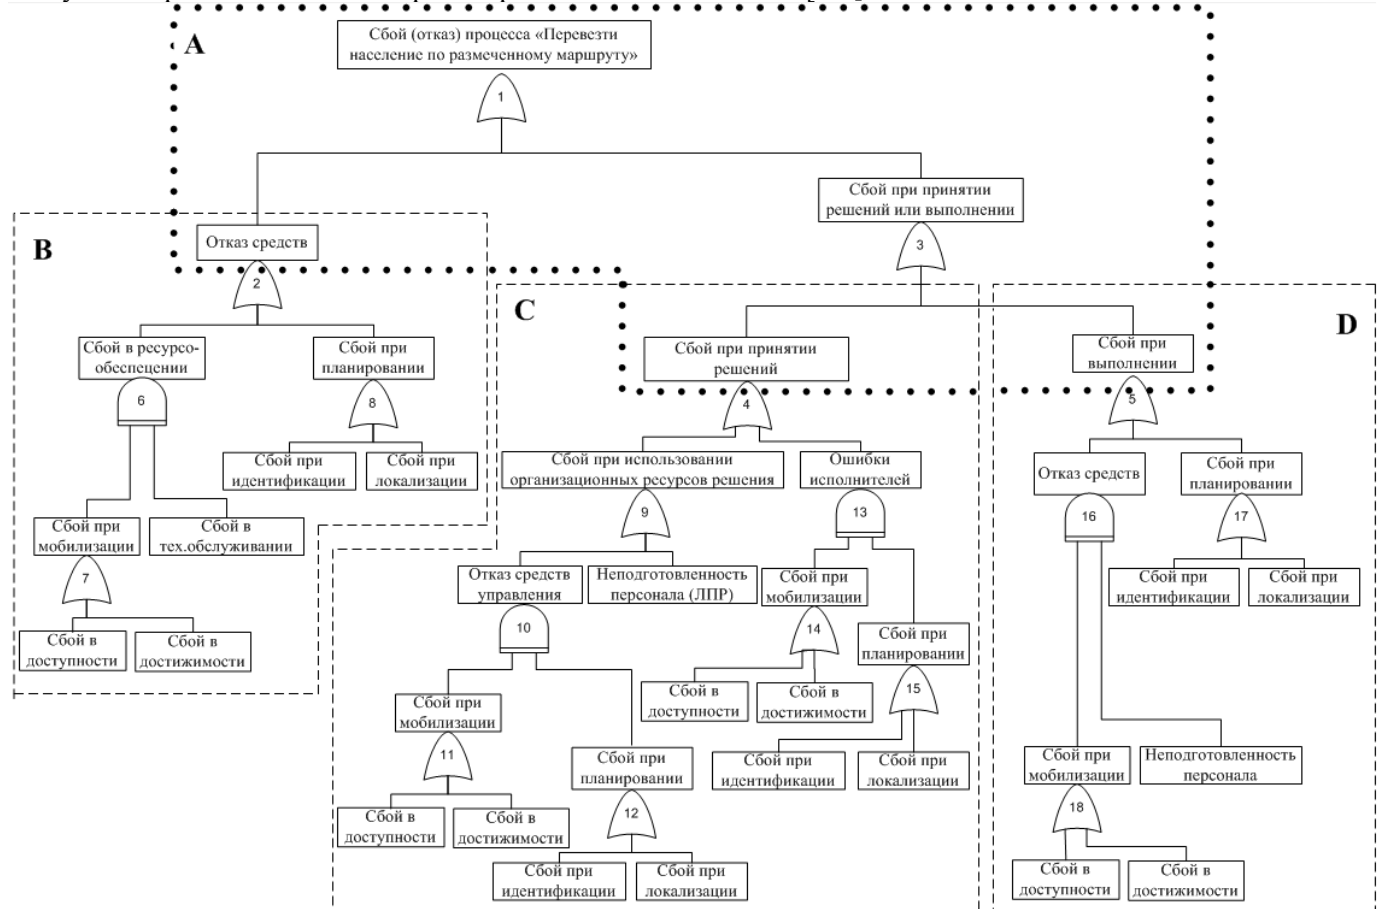 A
Сбой (отказ) процесса «Перевезти
население по размеченному маршруту»
1
Сбой при принятии
решений или выполнении
3
B
Отказ средств
2
C
D
Сбой в ресурсо-
обеспецении
Сбой при
планировании
Сбой при принятии
решений
Сбой при
выполнении
6
8
4
5
Сбой при
идентификации
Сбой при
локализации
Сбой при использовании
организационных ресурсов решения
Ошибки
исполнителей
Отказ средств
Сбой при
планировании
Сбой при
мобилизации
Сбой в
тех.обслуживании
9
13
16
17
7
Отказ средств
управления
Неподготовленность
персонала (ЛПР)
Сбой при
мобилизации
Сбой при
идентификации
Сбой при
локализации
Сбой в
доступности
Сбой в
достижимости
10
14
Сбой при
планировании
Сбой в
доступности
Сбой в
достижимости
15
Сбой при
мобилизации
Сбой при
планировании
Сбой при
идентификации
Сбой при
локализации
Сбой при
мобилизации
Неподготовленность
персонала
11
12
18
Сбой в
доступности
Сбой в
достижимости
Сбой при
идентификации
Сбой при
локализации
Сбой в
доступности
Сбой в
достижимости